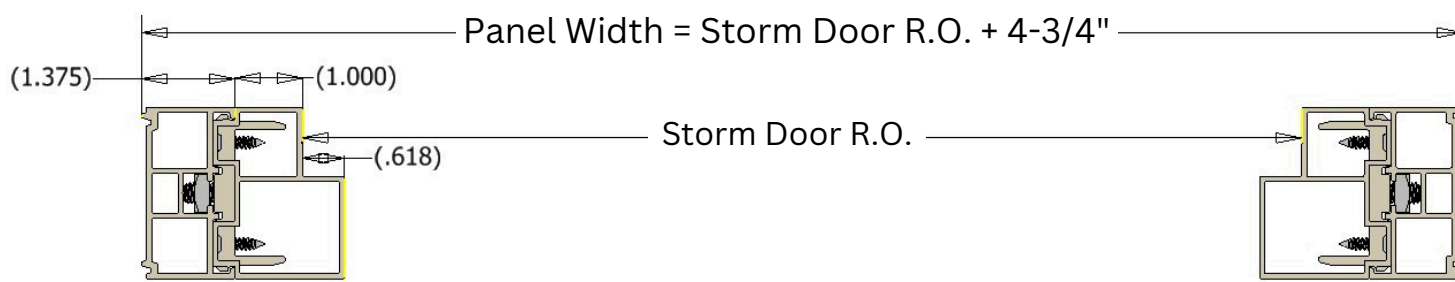 Panel Width = Storm Door R.O. + 4-3/4"
(1.375)
(1.000)
Storm Door R.O.
(.618)